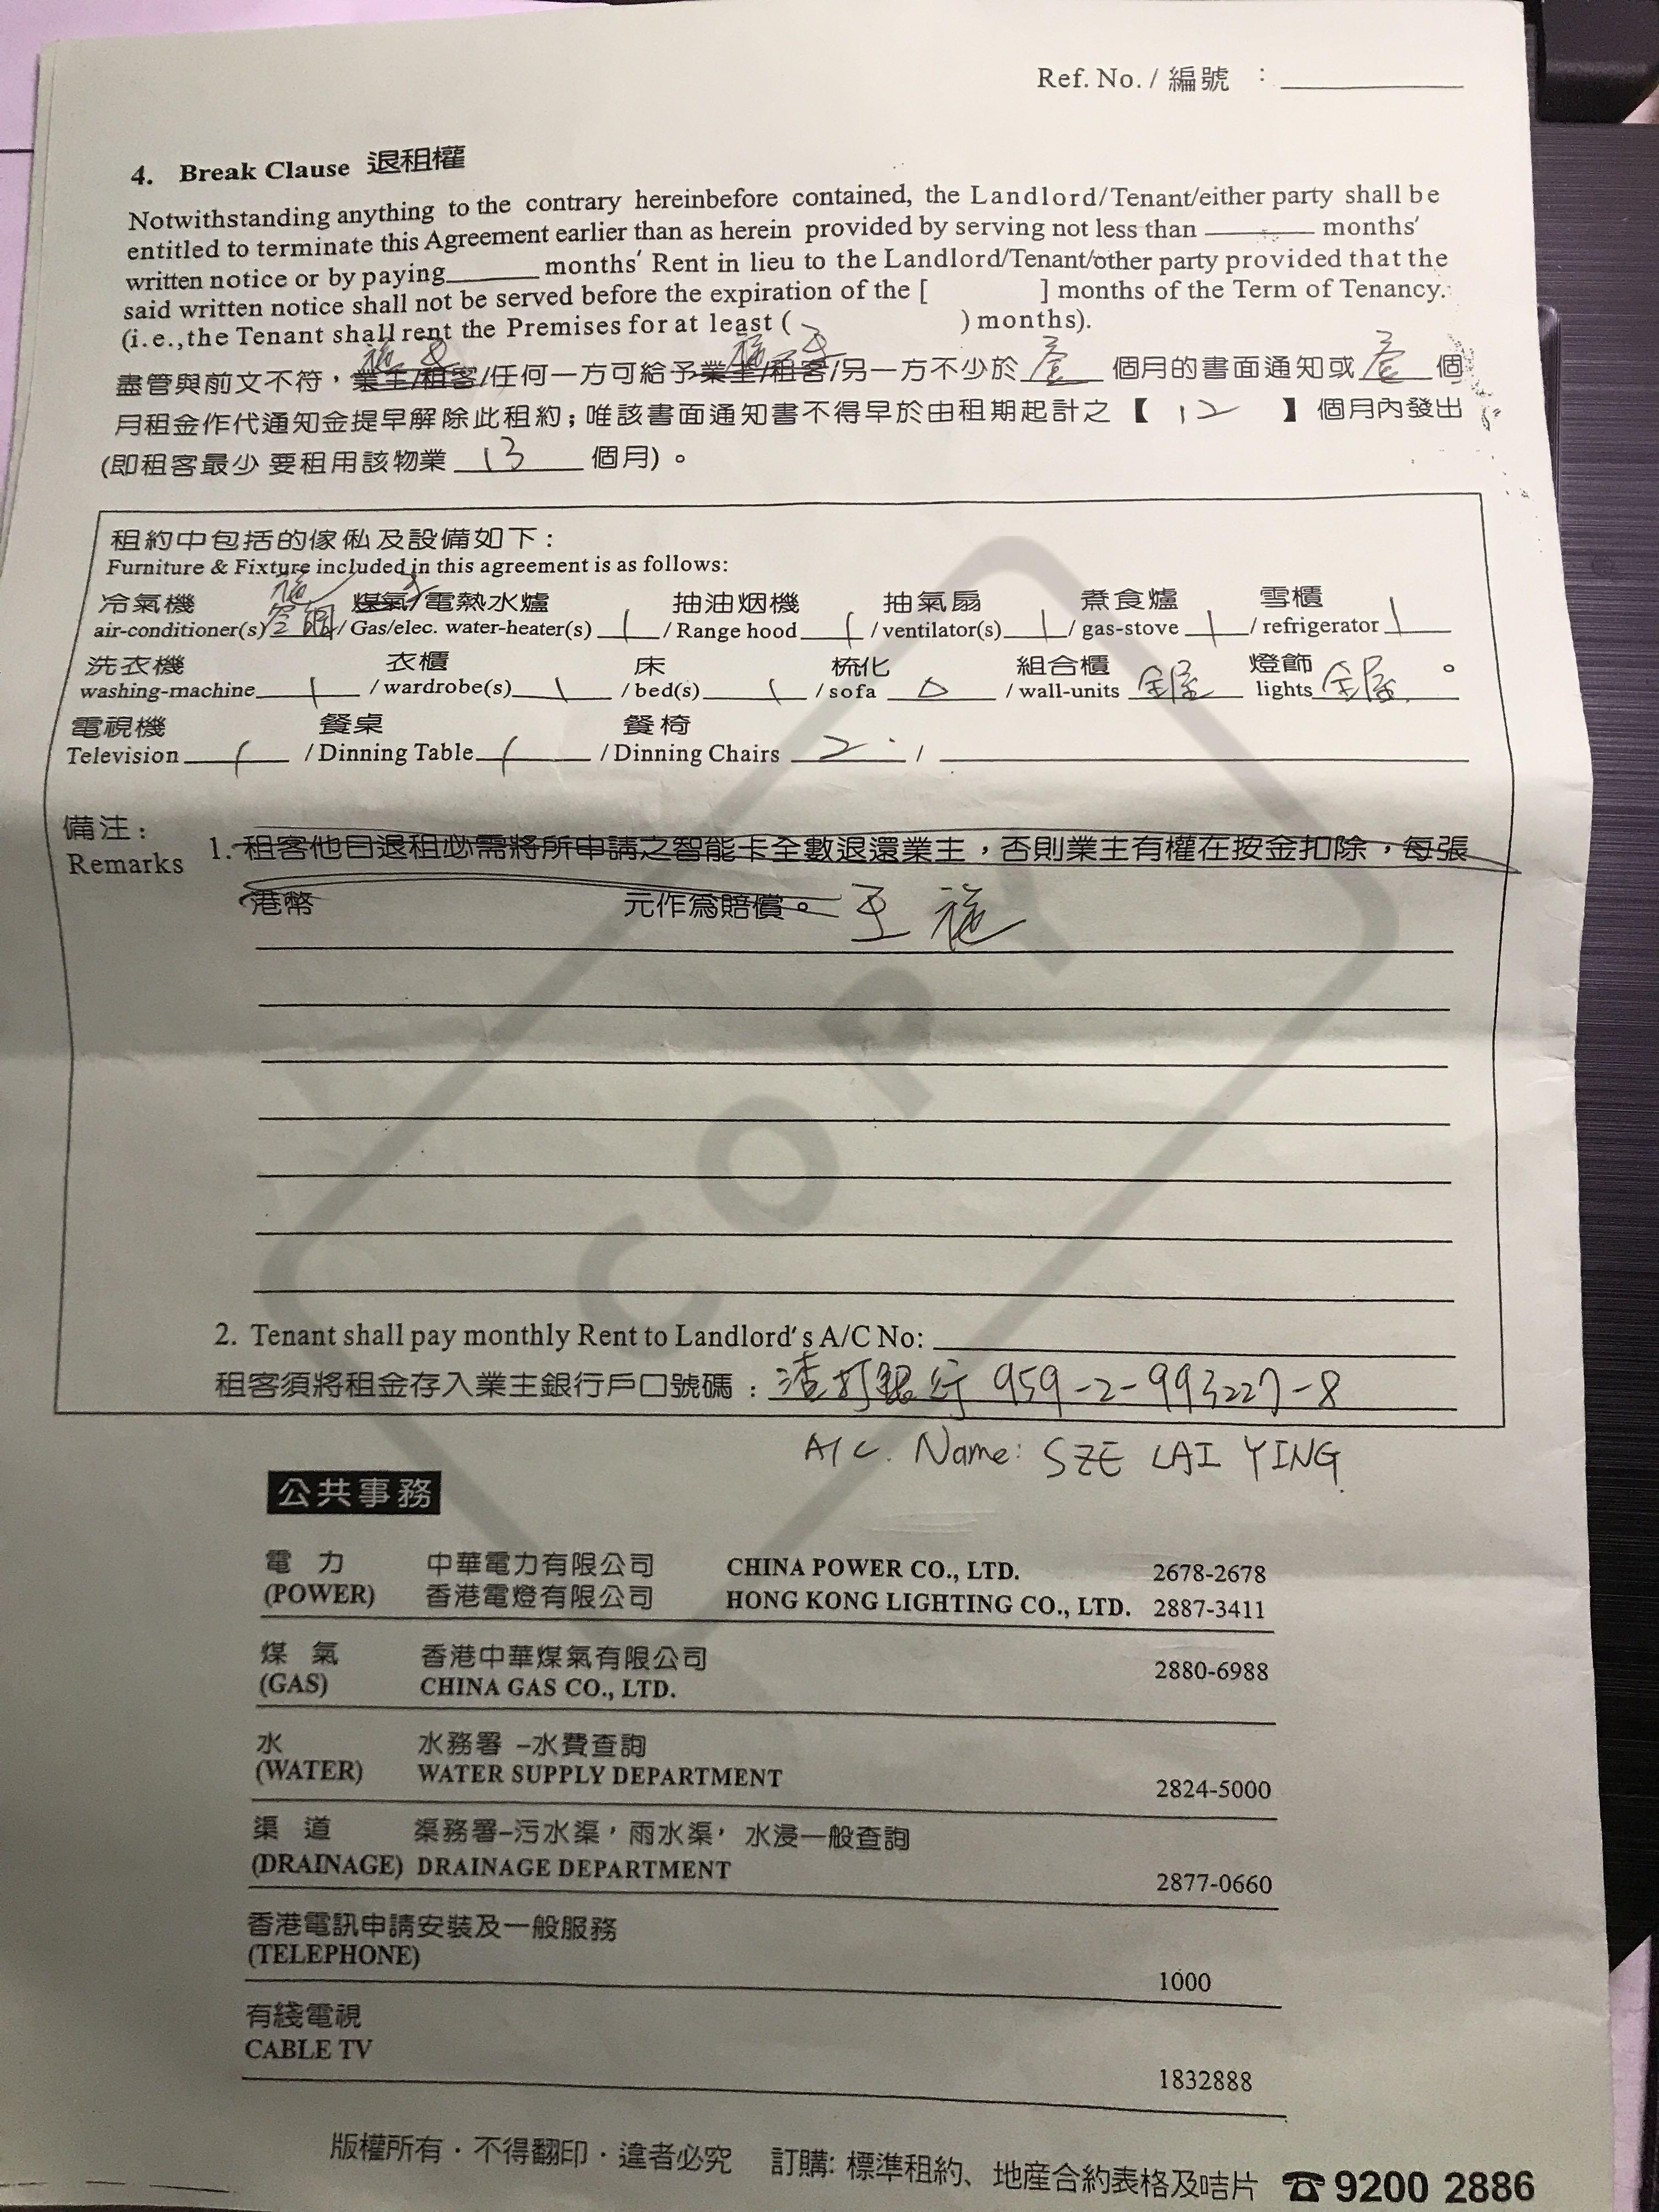 Ref. No. / 編號 ：
4. Break Clause 退租權
Notwithstanding anything to the contrary hereinbefore contained, the Landlord/Tenant/either party shall be
entitled to terminate this Agreement earlier than as herein provided by serving not less than months'
written notice or by paying months' Rent in lieu to the Landlord/Tenant/other party provided that the
said written notice shall not be served before the expiration of the [ ] months of the Term of Tenancy.
(i.e.,the Tenant shall rent the Premises for at least ( ) months).
盡管與前文不符，業主/租客/任何一方可給予業主/租客/另一方不少於 壹 個月的書面通知或 壹 個
月租金作代通知金提早解除此租約；唯該書面通知書不得早於由租期起計之【 12 】個月內發出
(即租客最少要租用該物業 13 個月)。
租約中包括的傢俬及設備如下：
Furniture & Fixture included in this agreement is as follows:
冷氣機 煤氣/電熱水爐 抽油烟機 抽氣扇 煮食爐 雪櫃
air-conditioner(s) 空調 / Gas/elec. water-heater(s) 1 / Range hood 1 / ventilator(s) 1 / gas-stove 1 / refrigerator 1
洗衣機 衣櫃 床 梳化 組合櫃 燈飾 。
washing-machine 1 / wardrobe(s) 1 / bed(s) 1 / sofa 0 / wall-units 全屋 lights 全屋
電視機 餐桌 餐椅
Television 1 / Dinning Table 1 / Dinning Chairs 2 /
備注：
Remarks
1. 租客他日退租必需將所申請之智能卡全數退還業主，否則業主有權在按金扣除，每張
港幣 元作為賠償。 王 施
2. Tenant shall pay monthly Rent to Landlord's A/C No:
租客須將租金存入業主銀行戶口號碼：渣打銀行 959-2-993227-8
A/C. Name: SZE LAI YING
公共事務
電 力 中華電力有限公司 CHINA POWER CO., LTD. 2678-2678
(POWER) 香港電燈有限公司 HONG KONG LIGHTING CO., LTD. 2887-3411
煤 氣 香港中華煤氣有限公司
(GAS) CHINA GAS CO., LTD. 2880-6988
水 水務署 -水費查詢
(WATER) WATER SUPPLY DEPARTMENT 2824-5000
渠 道 渠務署-污水渠，雨水渠，水浸一般查詢
(DRAINAGE) DRAINAGE DEPARTMENT 2877-0660
香港電訊申請安裝及一般服務
(TELEPHONE) 1000
有綫電視
CABLE TV 1832888
版權所有·不得翻印·違者必究 訂購: 標準租約、地產合約表格及咭片 ☎ 9200 2886
COPY